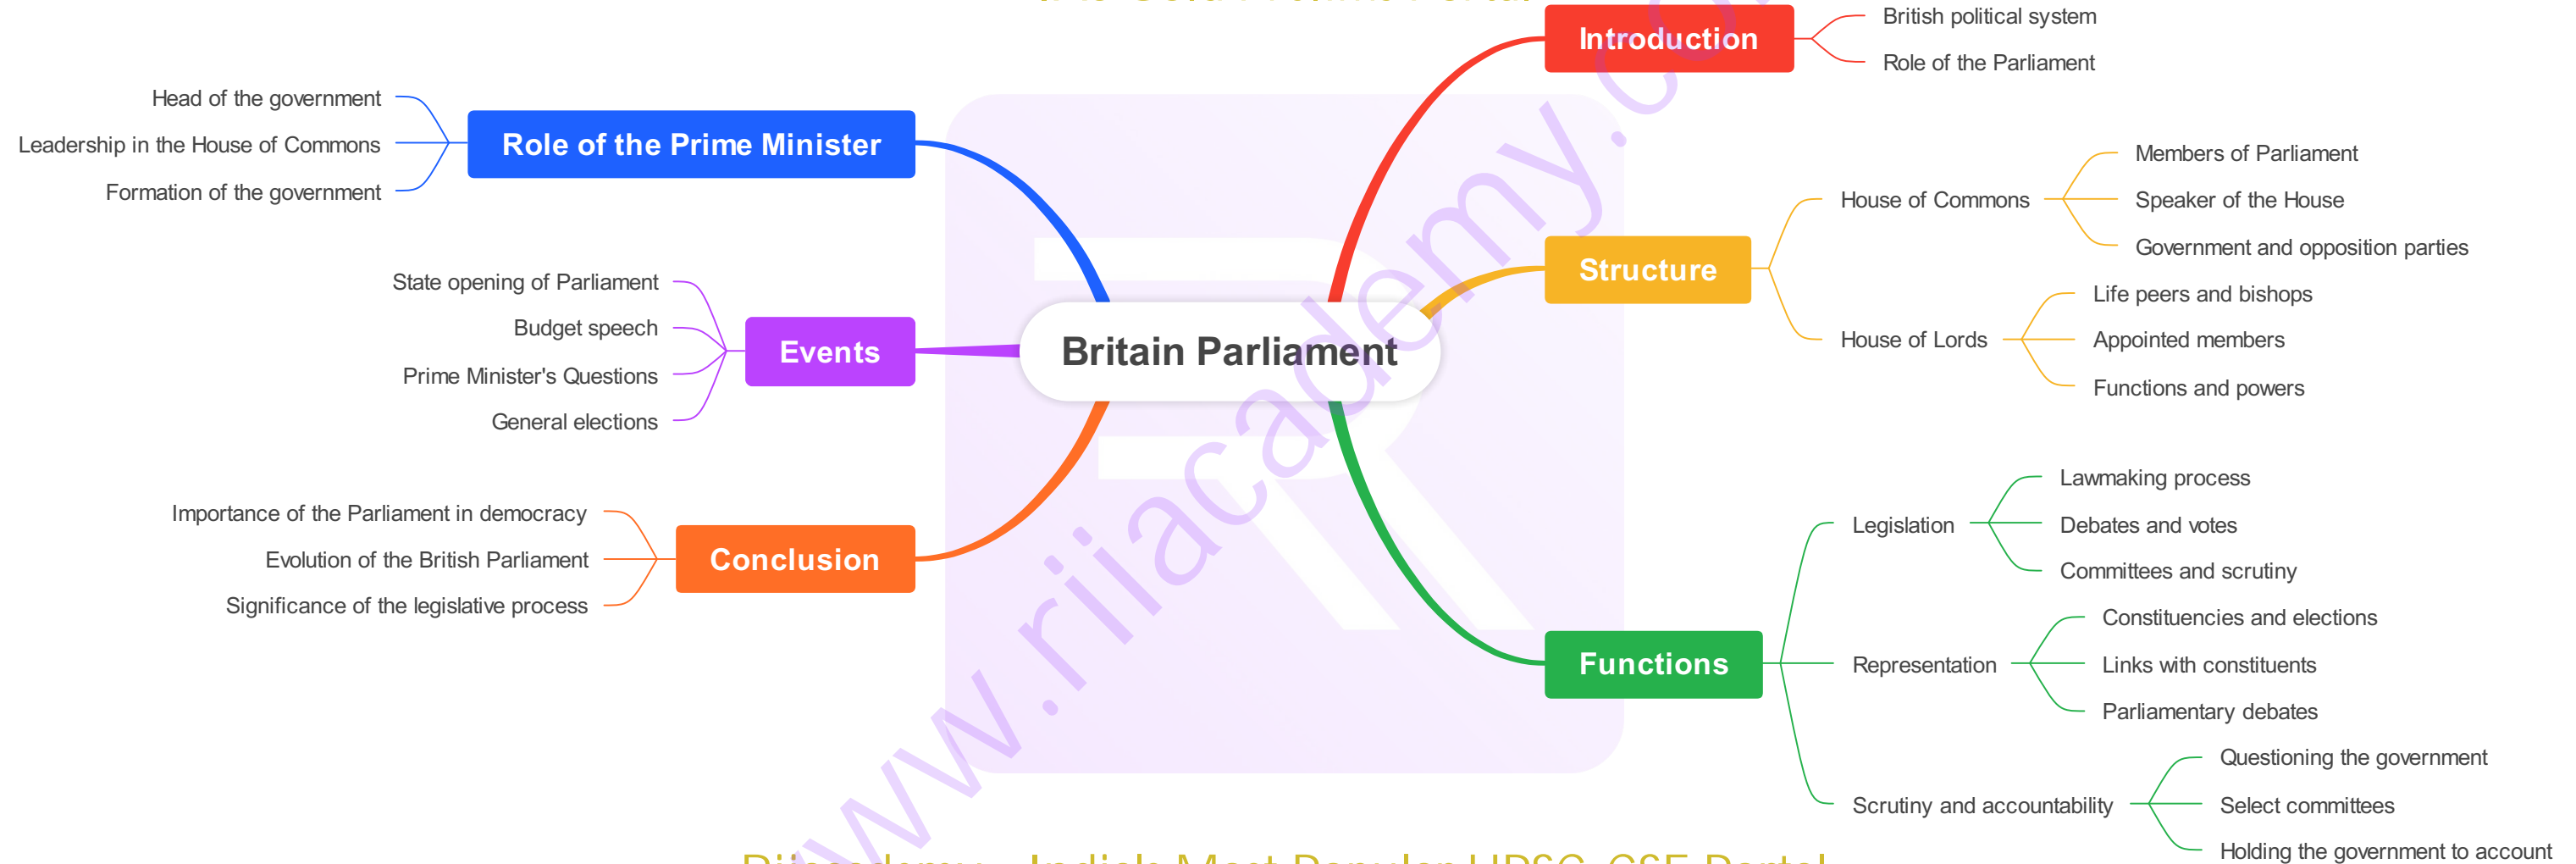 Introduction
British political system
Role of the Parliament
Structure
House of Commons
Members of Parliament
Speaker of the House
Government and opposition parties
House of Lords
Life peers and bishops
Appointed members
Functions and powers
Functions
Legislation
Lawmaking process
Debates and votes
Committees and scrutiny
Representation
Constituencies and elections
Links with constituents
Parliamentary debates
Scrutiny and accountability
Questioning the government
Select committees
Holding the government to account
Britain Parliament
Role of the Prime Minister
Head of the government
Leadership in the House of Commons
Formation of the government
Events
State opening of Parliament
Budget speech
Prime Minister's Questions
General elections
Conclusion
Importance of the Parliament in democracy
Evolution of the British Parliament
Significance of the legislative process